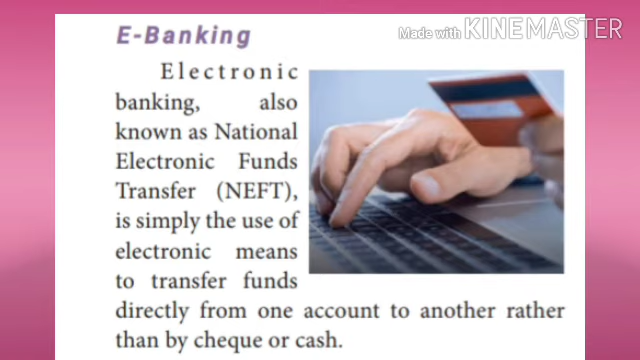 E-Banking
Made with KINEMASTER
Electronic
banking, also
known as National
Electronic Funds
Transfer (NEFT),
is simply the use of
electronic means
to transfer funds
directly from one account to another rather
than by cheque or cash.